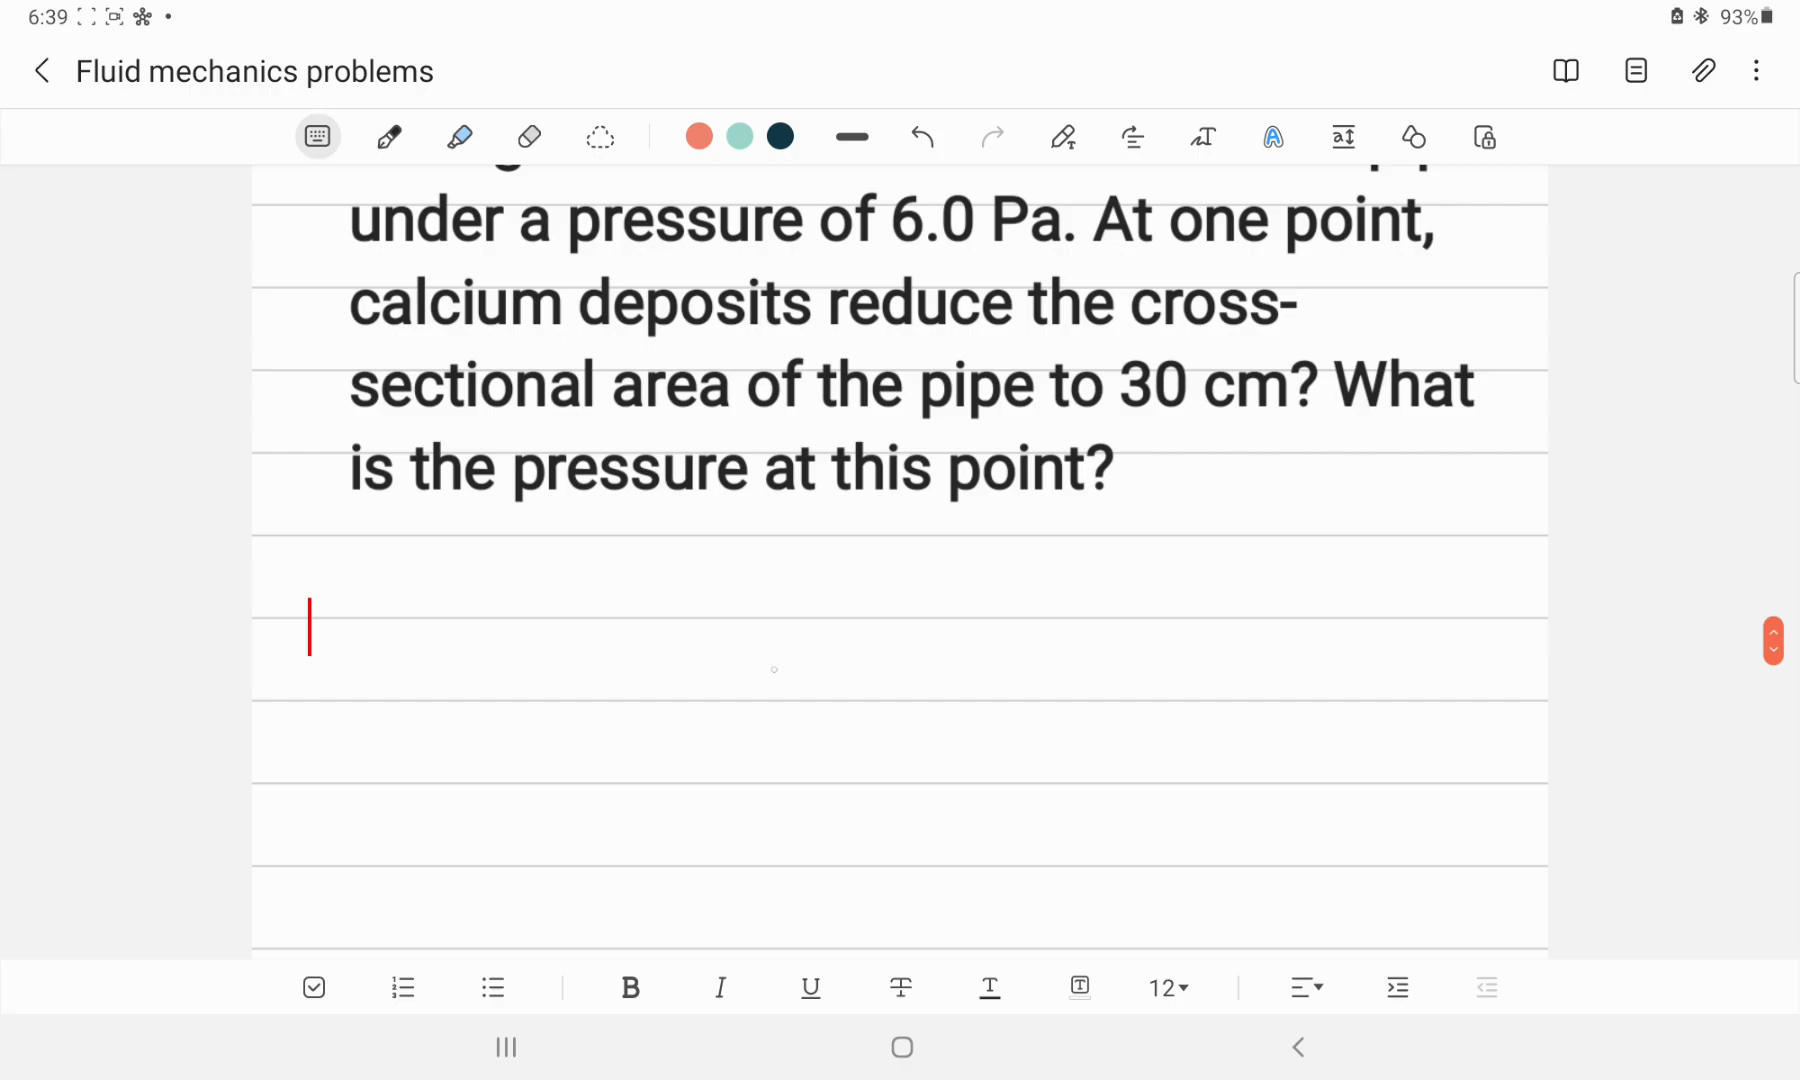 6:39
93%
Fluid mechanics problems
under a pressure of 6.0 Pa. At one point,
calcium deposits reduce the cross-
sectional area of the pipe to 30 cm? What
is the pressure at this point?
B I U T T T 12